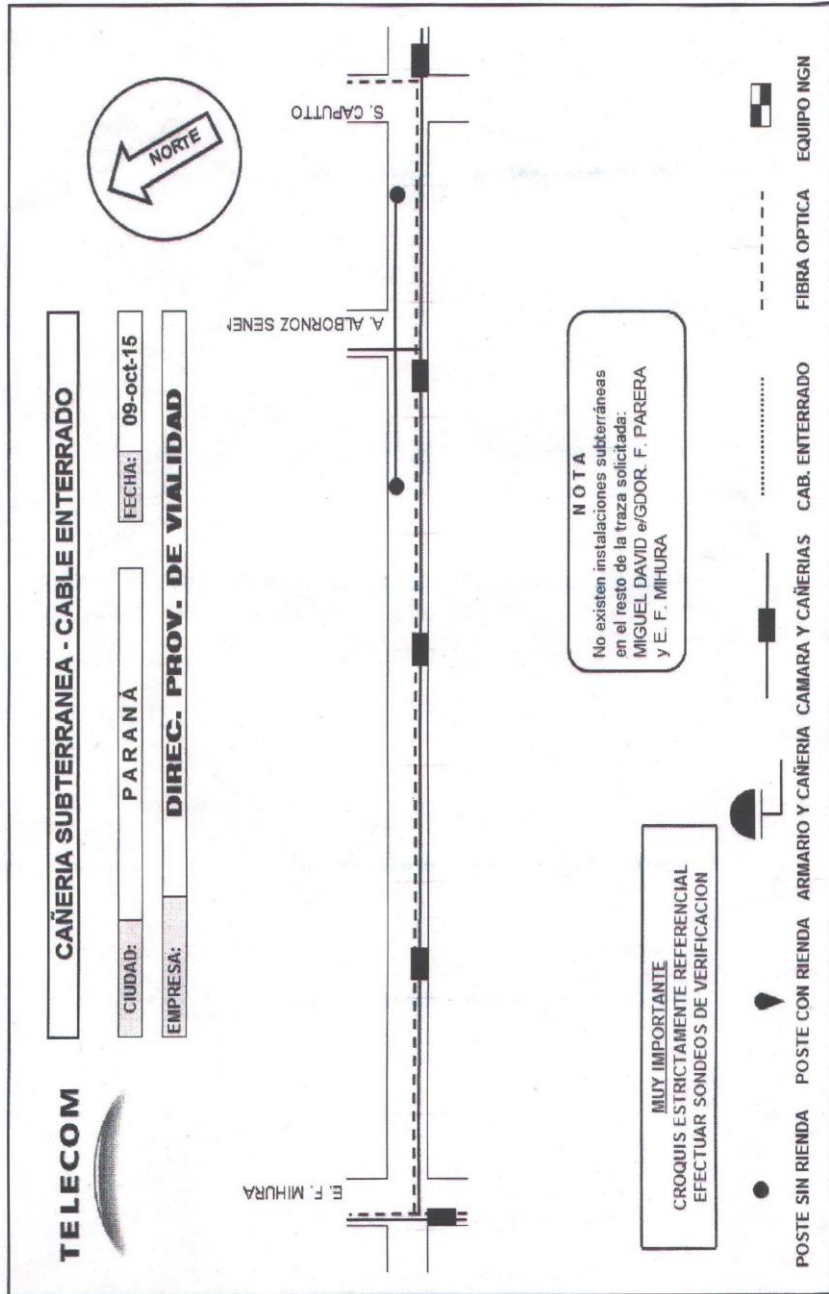 TELECOM
CAÑERIA SUBTERRANEA - CABLE ENTERRADO
CIUDAD: PARANÁ FECHA: 09-oct-15
EMPRESA: DIREC. PROV. DE VIALIDAD
NORTE
E. F. MIHURA
A. ALBORNOZ SENE
S. CAPUTTO
MUY IMPORTANTE
CROQUIS ESTRICTAMENTE REFERENCIAL
EFECTUAR SONDEOS DE VERIFICACION
NOTA
No existen instalaciones subterráneas
en el resto de la traza solicitada:
MIGUEL DAVID e/GDOR. F. PARERA
y E. F. MIHURA
POSTE SIN RIENDA
POSTE CON RIENDA
ARMARIO Y CAÑERIA
CAMARA Y CAÑERIAS
CAB. ENTERRADO
FIBRA OPTICA
EQUIPO NGN